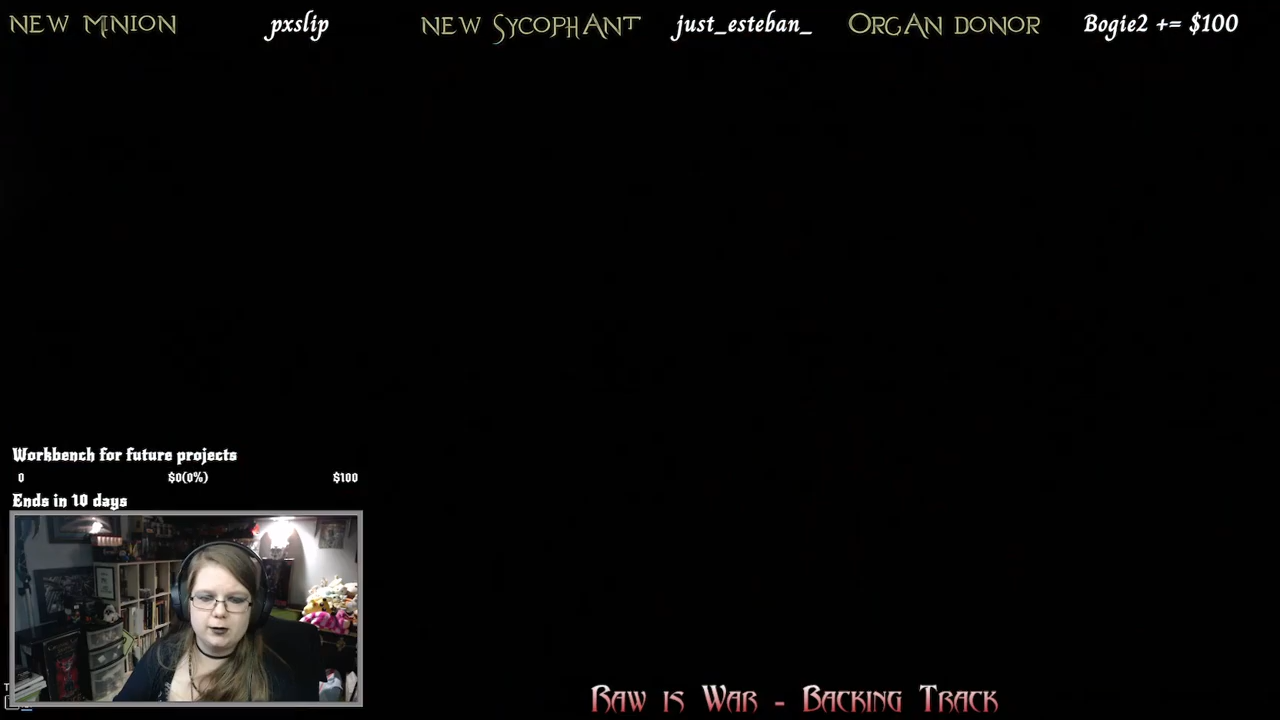 NEW MINION pxslip NEW SYCOPHANT just_esteban_ ORGAN DONOR Bogie2 += $100
Workbench for future projects
0 $0(0%) $100
Ends in 10 days
Raw is War - Backing Track